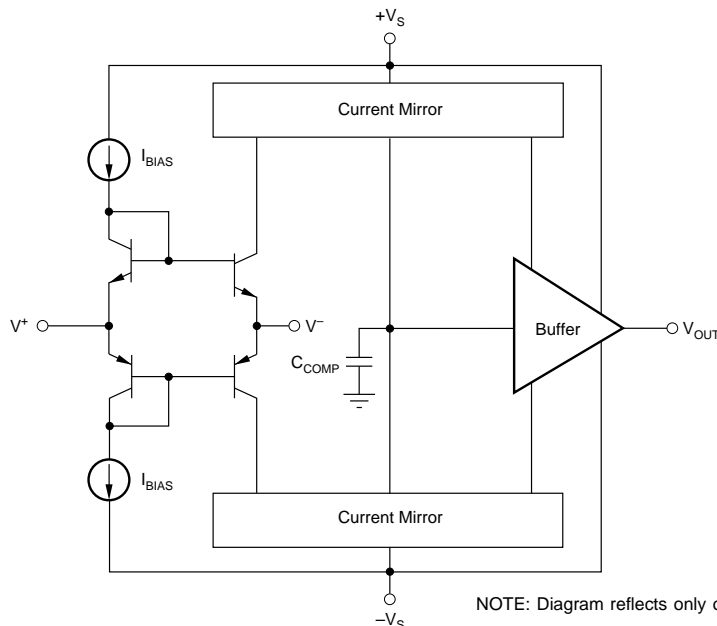 +VS
Current Mirror
IBIAS
V+
V–
Buffer
VOUT
CCOMP
IBIAS
Current Mirror
–VS
NOTE: Diagram reflects only